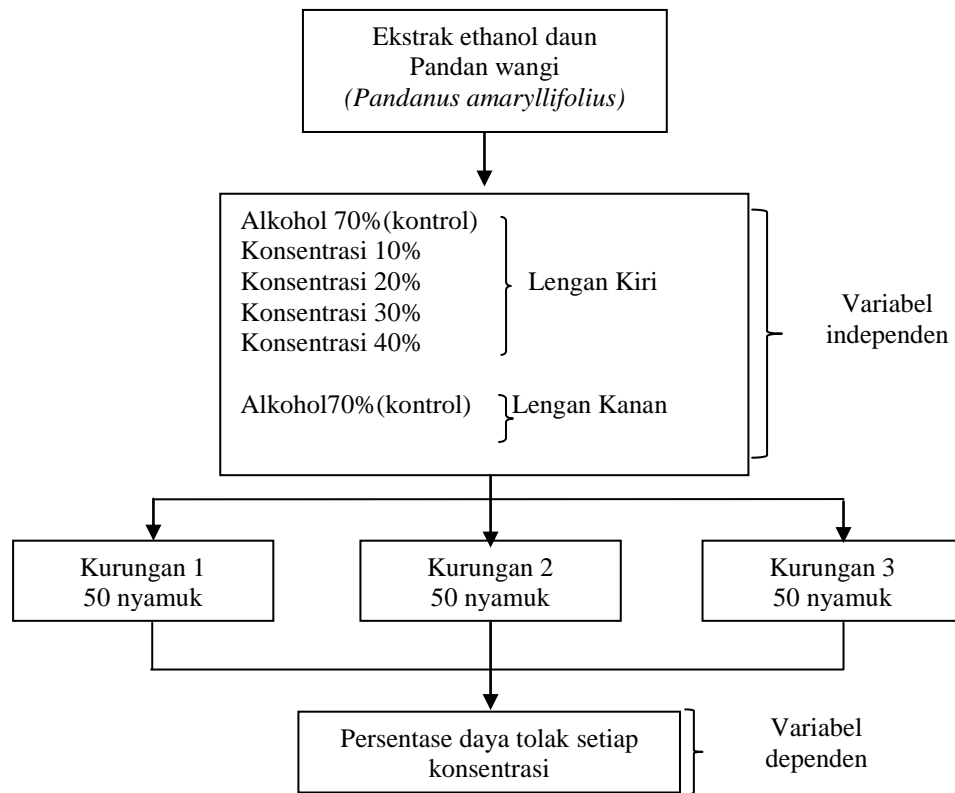 Ekstrak ethanol daun
Pandan wangi
(Pandanus amaryllifolius)
Alkohol 70%(kontrol)
Konsentrasi 10%
Konsentrasi 20%
Konsentrasi 30%
Konsentrasi 40%
Lengan Kiri
Alkohol70%(kontrol)
Lengan Kanan
Variabel
independen
Kurungan 1
50 nyamuk
Kurungan 2
50 nyamuk
Kurungan 3
50 nyamuk
Persentase daya tolak setiap
konsentrasi
Variabel
dependen